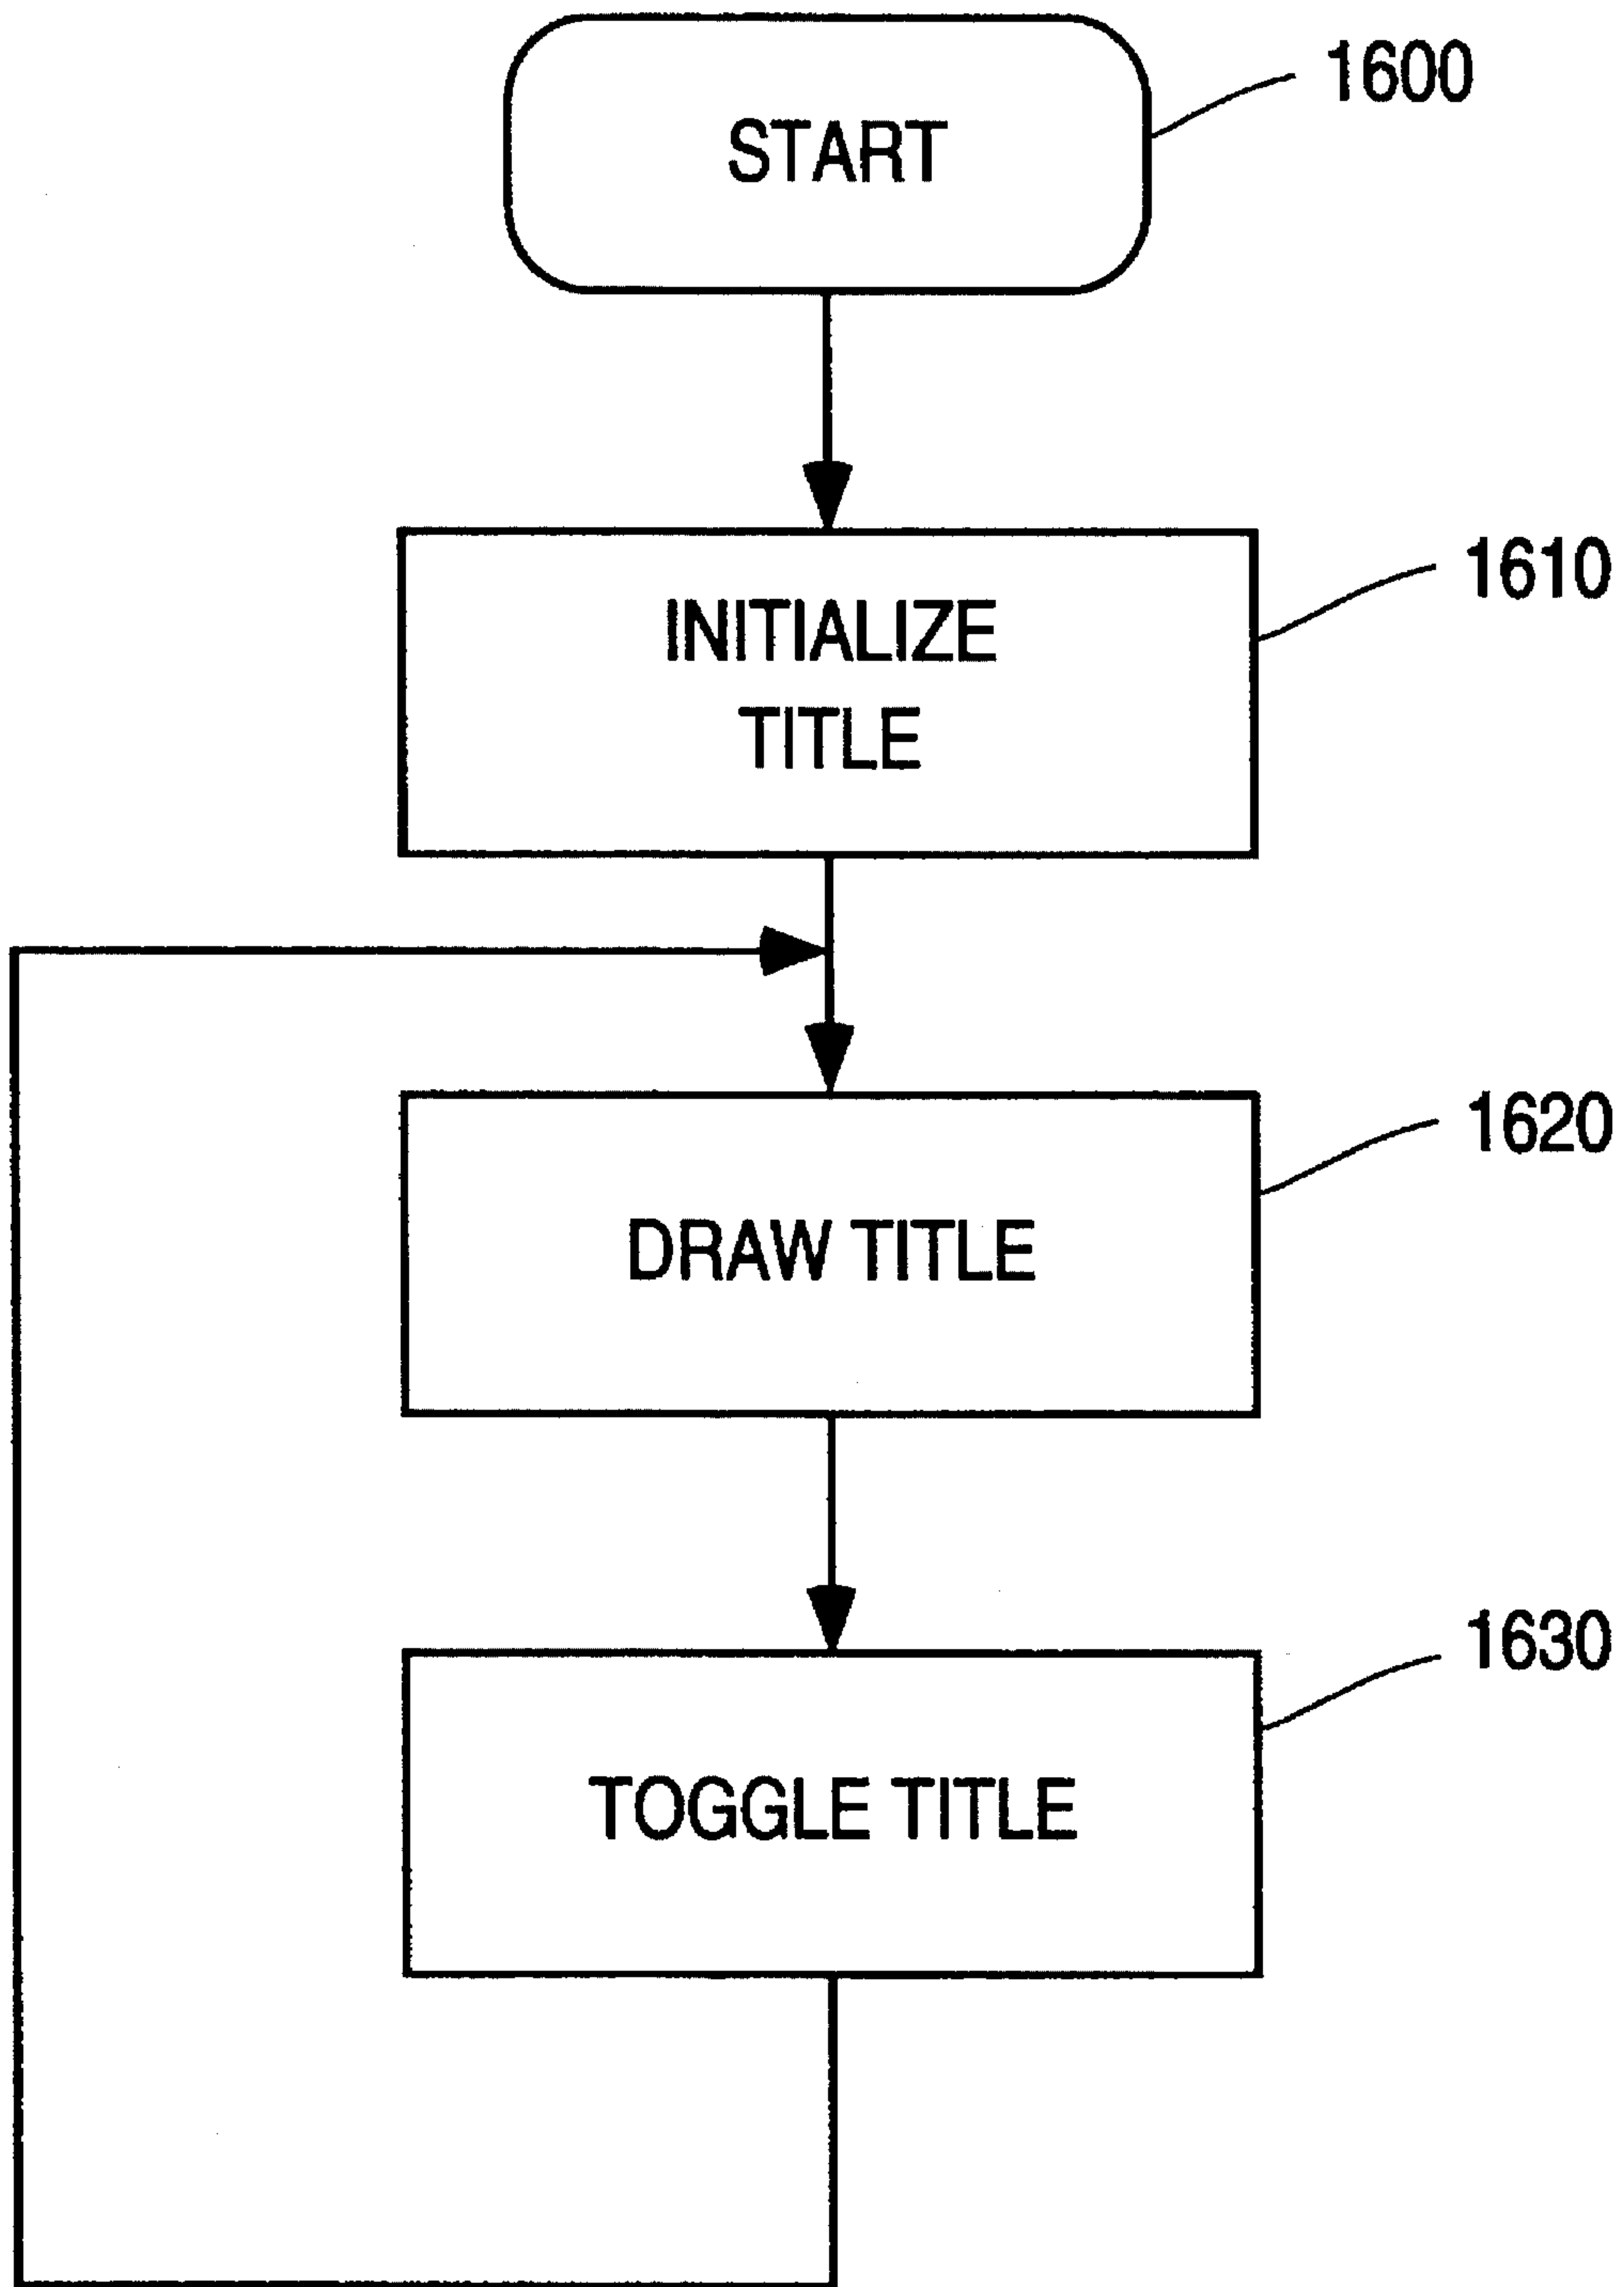 START
1600
INITIALIZE
TITLE
1610
DRAW TITLE
1620
TOGGLE TITLE
1630